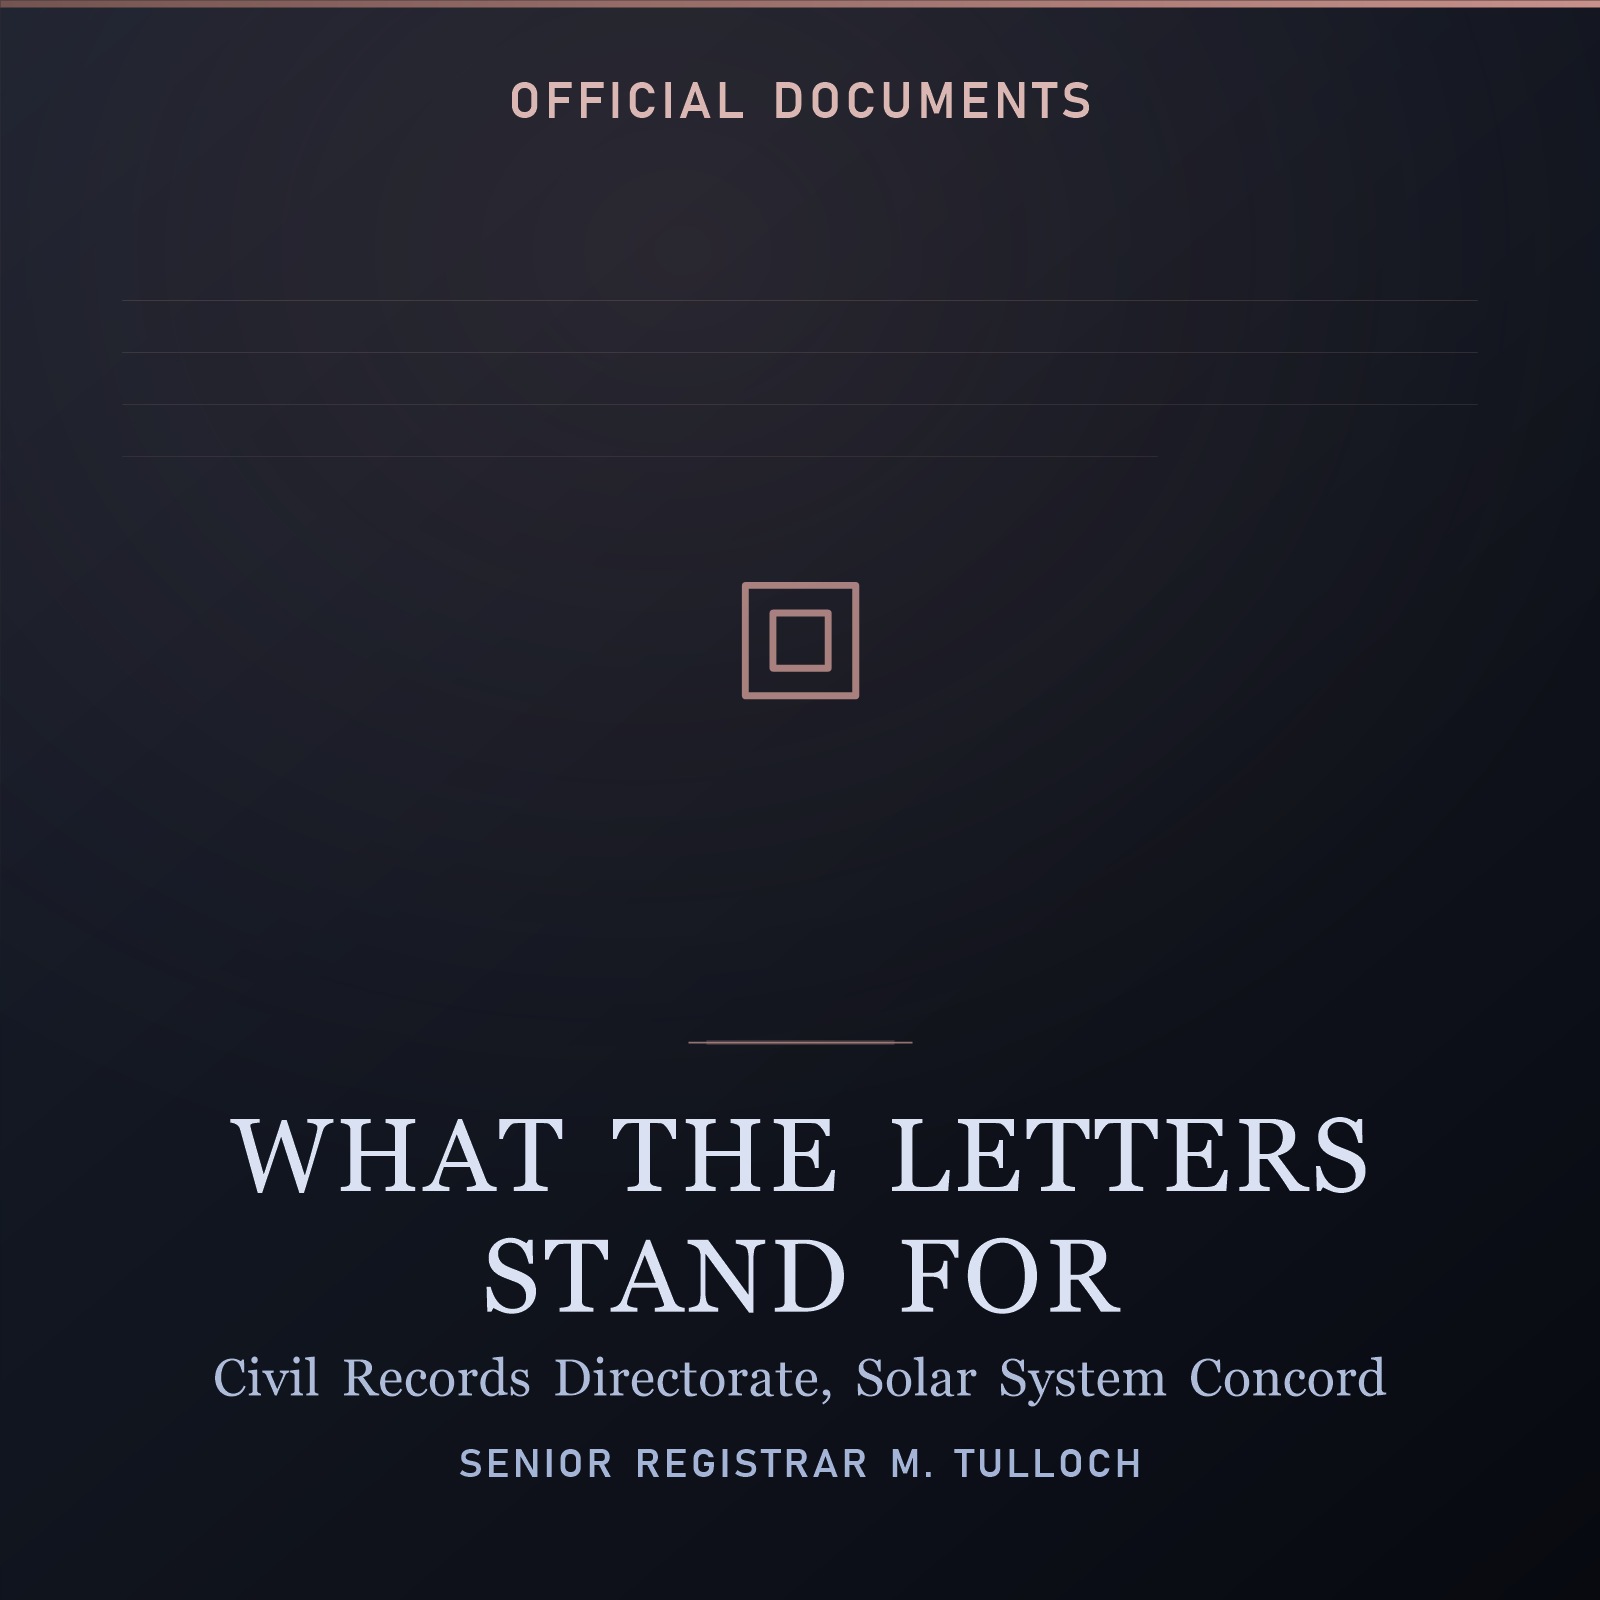 OFFICIAL DOCUMENTS
WHAT THE LETTERS
STAND FOR
Civil Records Directorate, Solar System Concord
SENIOR REGISTRAR M. TULLOCH